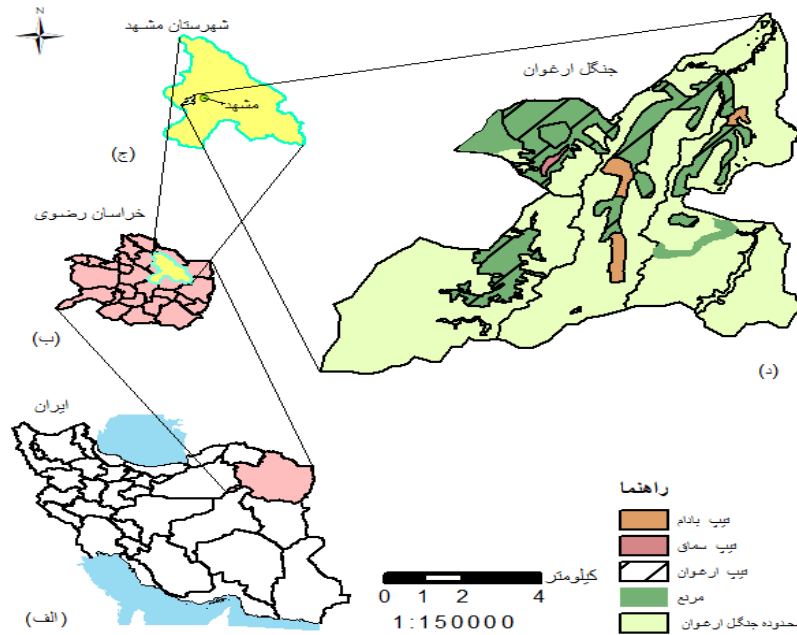 شهرستان مشهد
N
جنگل ارغوان
مشهد
(ج)
خراسان رضوی
(ب)
(د)
ایران
راهنما
تیپ بادام
تیپ سماق
تیپ ارغوان
مرتع
محدوده جنگل ارغوان
کیلومتر
0 1 2 4
1:150000
(الف)